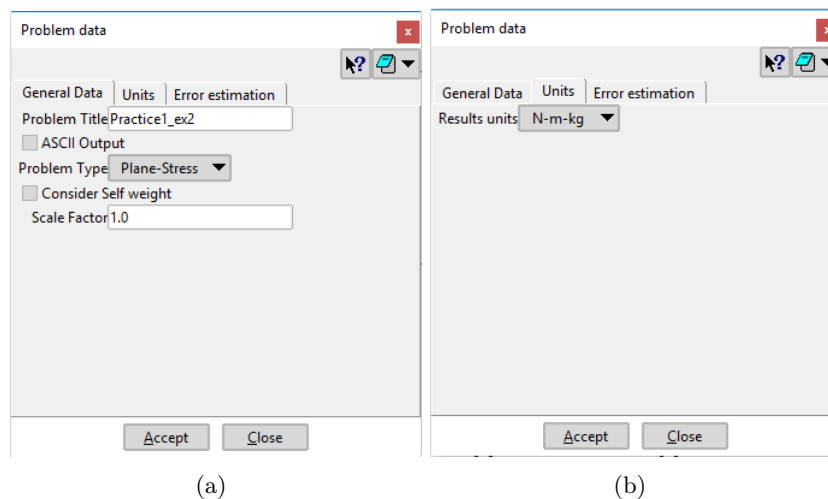 Problem data
x
General Data Units Error estimation
Problem Title Practice1_ex2
ASCII Output
Problem Type Plane-Stress
Consider Self weight
Scale Factor 1.0
Accept Close
(a)
Problem data
x
General Data Units Error estimation
Results units N-m-kg
Accept Close
(b)